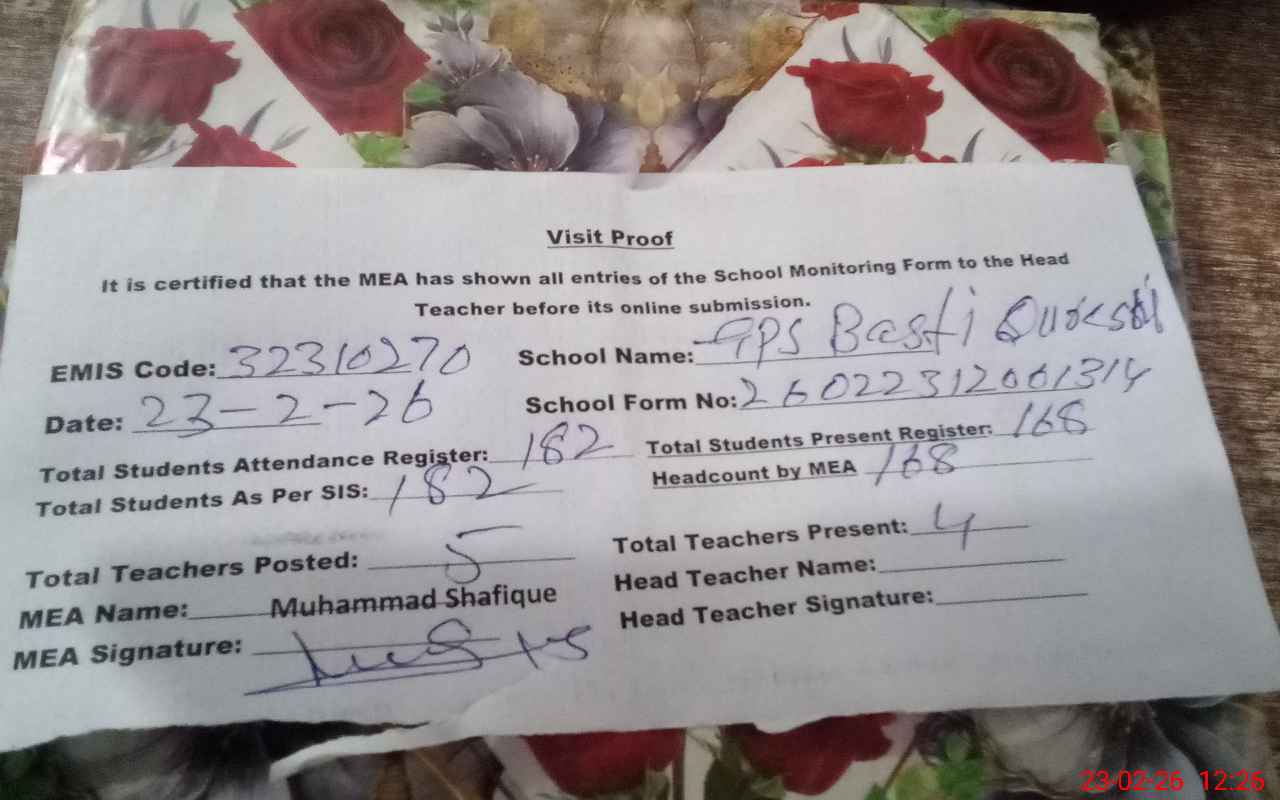 Visit Proof
It is certified that the MEA has shown all entries of the School Monitoring Form to the Head
Teacher before its online submission.
EMIS Code: 32310270 School Name: GPS Basti Qureshi
Date: 23-2-26 School Form No: 26022312001314
Total Students Attendance Register: 182 Total Students Present Register: 168
Total Students As Per SIS: 182 Headcount by MEA 168
Total Teachers Posted: 5 Total Teachers Present: 4
MEA Name: Muhammad Shafique Head Teacher Name:
MEA Signature: Head Teacher Signature:
23-02-26 12:26